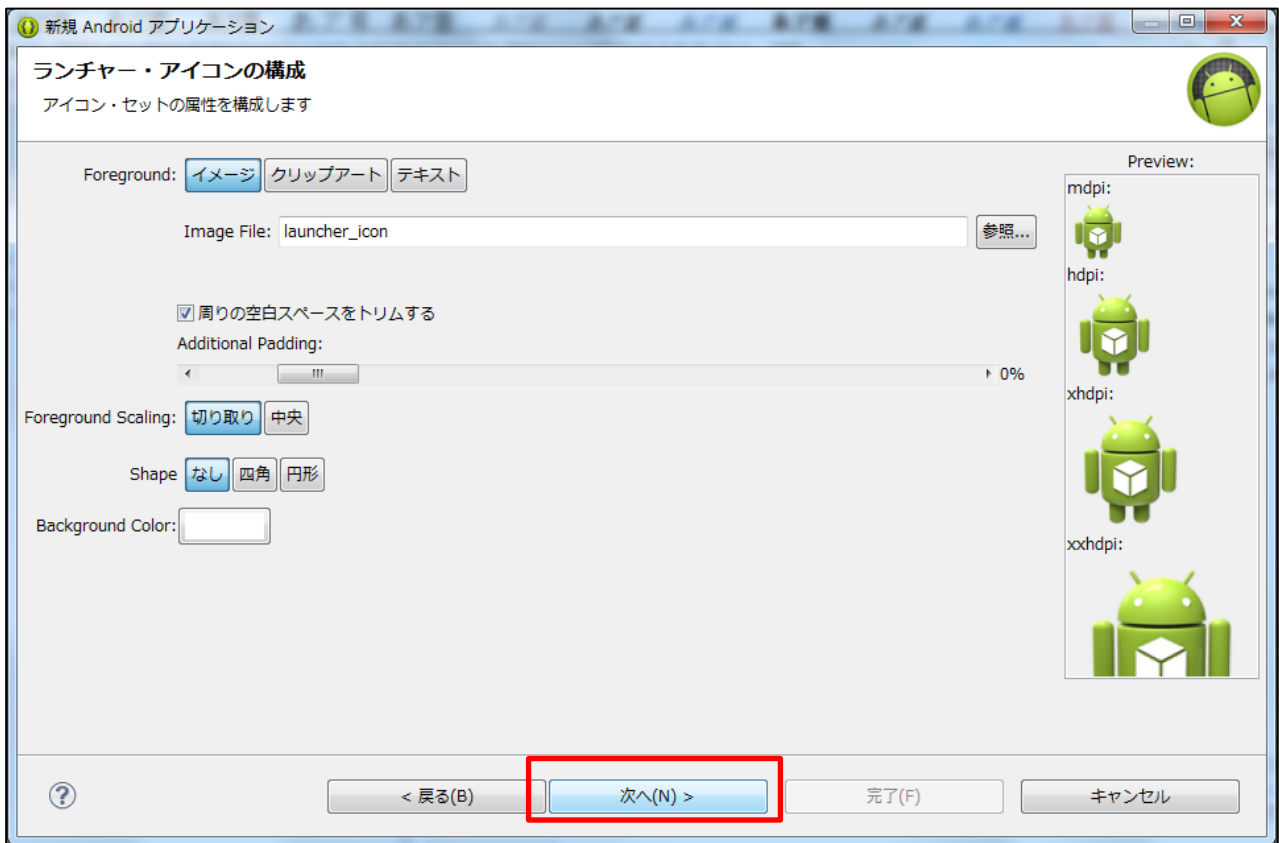 新規 Android アプリケーション
ランチャー・アイコンの構成
アイコン・セットの属性を構成します
Foreground: イメージ クリップアート テキスト
Image File: launcher_icon 参照...
周りの空白スペースをトリムする
Additional Padding:
0%
Foreground Scaling: 切り取り 中央
Shape なし 四角 円形
Background Color:
Preview:
mdpi:
hdpi:
xhdpi:
xxhdpi:
< 戻る(B) 次へ(N) > 完了(F) キャンセル